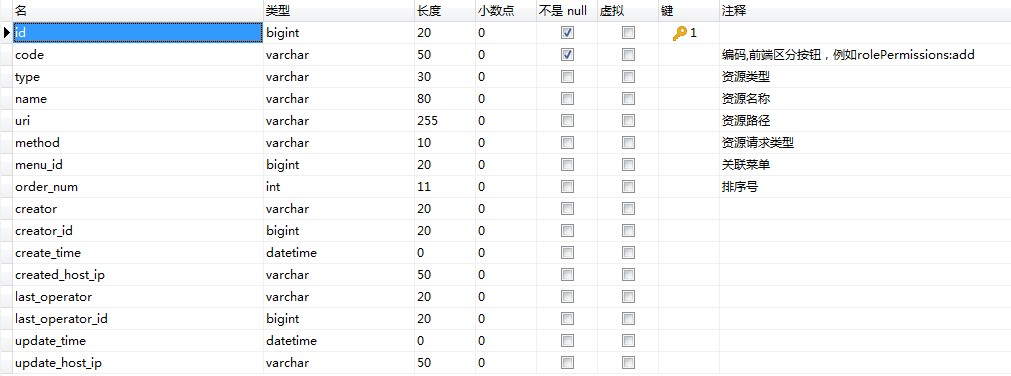 名 类型 长度 小数点 不是 null 虚拟 键 注释
id bigint 20 0 1
code varchar 50 0 编码,前端区分按钮，例如rolePermissions:add
type varchar 30 0 资源类型
name varchar 80 0 资源名称
uri varchar 255 0 资源路径
method varchar 10 0 资源请求类型
menu_id bigint 20 0 关联菜单
order_num int 11 0 排序号
creator varchar 20 0
creator_id bigint 20 0
create_time datetime 0 0
created_host_ip varchar 50 0
last_operator varchar 20 0
last_operator_id bigint 20 0
update_time datetime 0 0
update_host_ip varchar 50 0